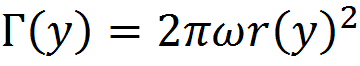 Γ(y) = 2πωr(y)²